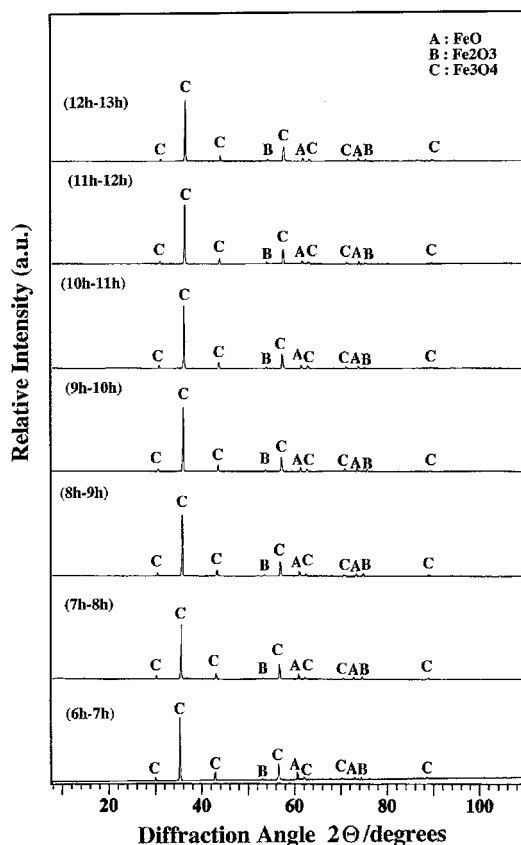 A : FeO
B : Fe2O3
C : Fe3O4
C
(12h-13h)
C C B C A C C A B C
C
(11h-12h)
C C B C A C C A B C
C
(10h-11h)
C C B C A C C A B C
C
(9h-10h)
C C B C A C C A B C
C
(8h-9h)
C C B C A C C A B C
C
(7h-8h)
C C B C A C C A B C
C
(6h-7h)
C C B C A C C A B C
20 40 60 80 100
Diffraction Angle 2Θ/degrees
Relative Intensity (a.u.)